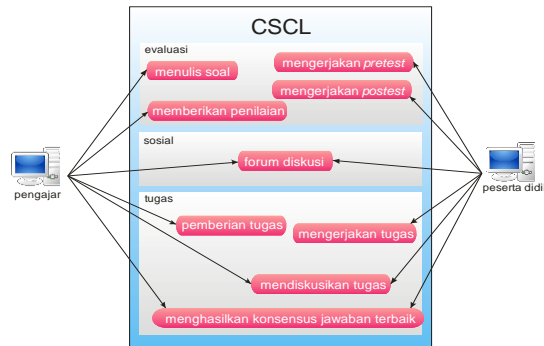 CSCL
evaluasi
mengerjakan pretest
menulis soal
mengerjakan postest
memberikan penilaian
sosial
forum diskusi
pengajar
peserta didi
tugas
pemberian tugas
mengerjakan tugas
mendiskusikan tugas
menghasilkan konsensus jawaban terbaik